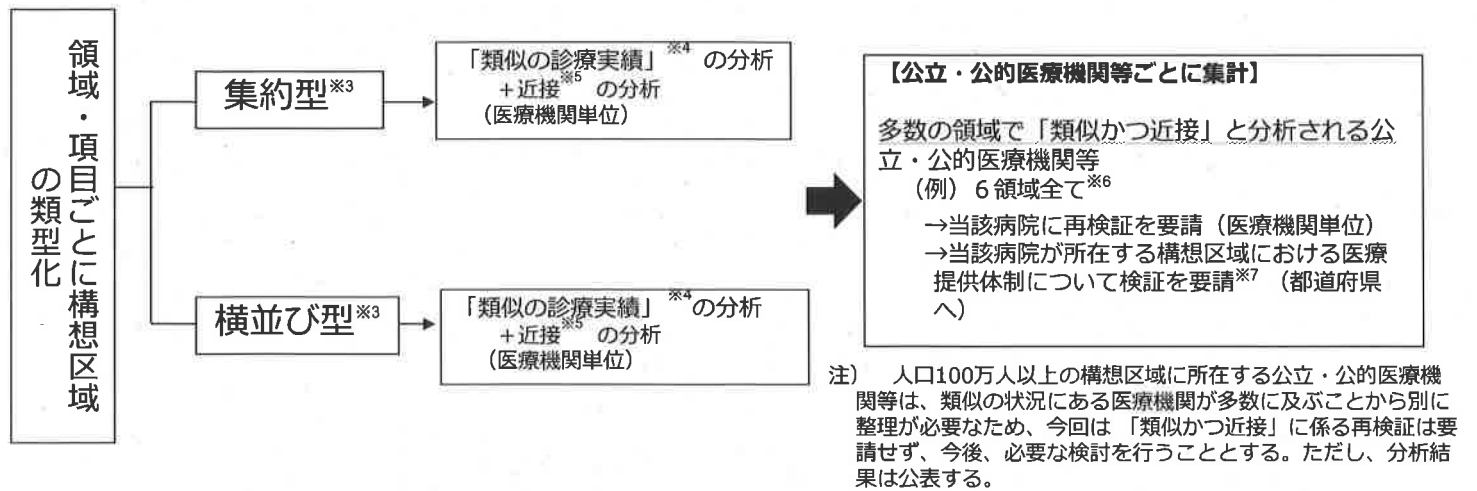 領域・項目ごとに構想区域
の類型化
集約型※3
「類似の診療実績」※4 の分析
＋近接※5 の分析
（医療機関単位）
横並び型※3
「類似の診療実績」※4の分析
＋近接※5 の分析
（医療機関単位）
【公立・公的医療機関等ごとに集計】
多数の領域で「類似かつ近接」と分析される公
立・公的医療機関等
（例）６領域全て※6
→当該病院に再検証を要請（医療機関単位）
→当該病院が所在する構想区域における医療
提供体制について検証を要請※7 （都道府県
へ）
注） 人口100万人以上の構想区域に所在する公立・公的医療機
関等は、類似の状況にある医療機関が多数に及ぶことから別に
整理が必要なため、今回は 「類似かつ近接」に係る再検証は要
請せず、今後、必要な検討を行うこととする。ただし、分析結
果は公表する。